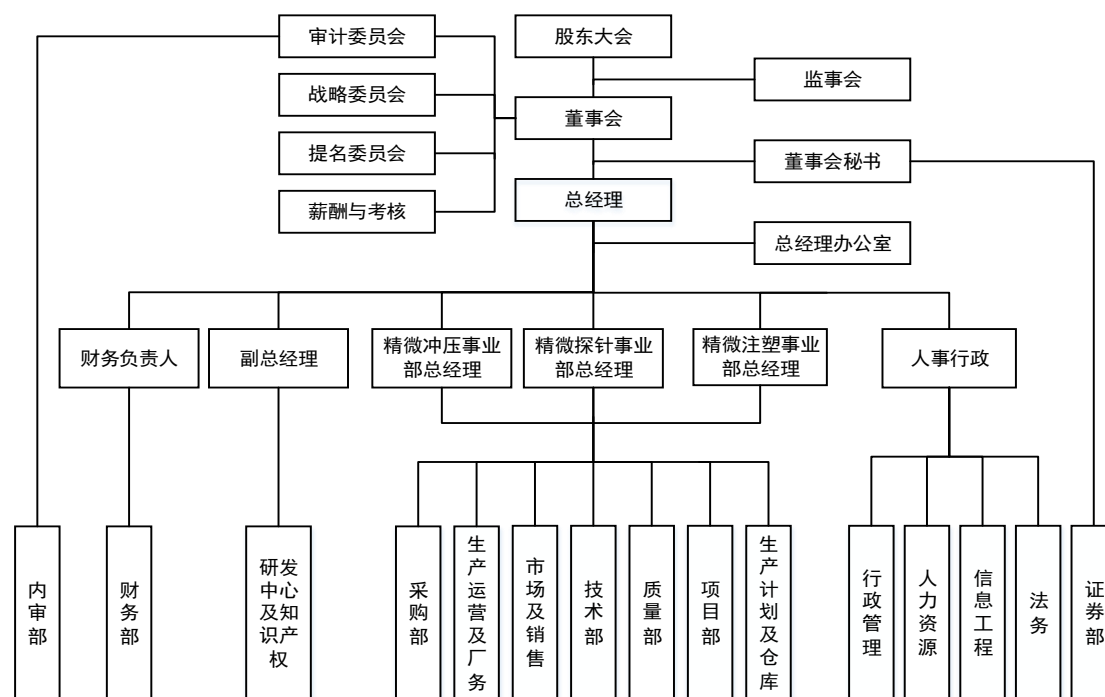 审计委员会
股东大会
战略委员会
监事会
董事会
提名委员会
董事会秘书
总经理
薪酬与考核
总经理办公室
财务负责人
副总经理
精微冲压事业
部总经理
精微探针事业
部总经理
精微注塑事业
部总经理
人事行政
内审部
财务部
研发
中心
及知
识产
权
采购部
生产运营及厂务
市场及销售
技术部
质量部
项目部
生产计划及仓库
行政管理
人力资源
信息工程
法务
证券部